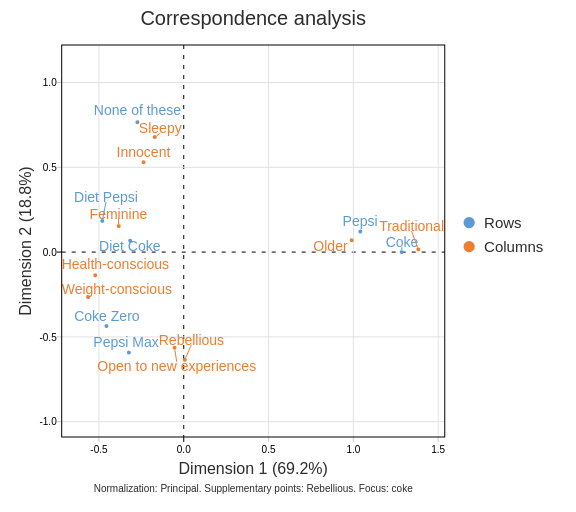 Correspondence analysis
None of these
Sleepy
Innocent
Diet Pepsi
Feminine
Diet Coke
Health-conscious
Weight-conscious
Coke Zero
Pepsi Max
Rebellious
Open to new experiences
Pepsi
Traditional
Coke
Older
Rows
Columns
1.0
0.5
0.0
-0.5
-1.0
Dimension 2 (18.8%)
-0.5
0.0
0.5
1.0
1.5
Dimension 1 (69.2%)
Normalization: Principal. Supplementary points: Rebellious. Focus: coke